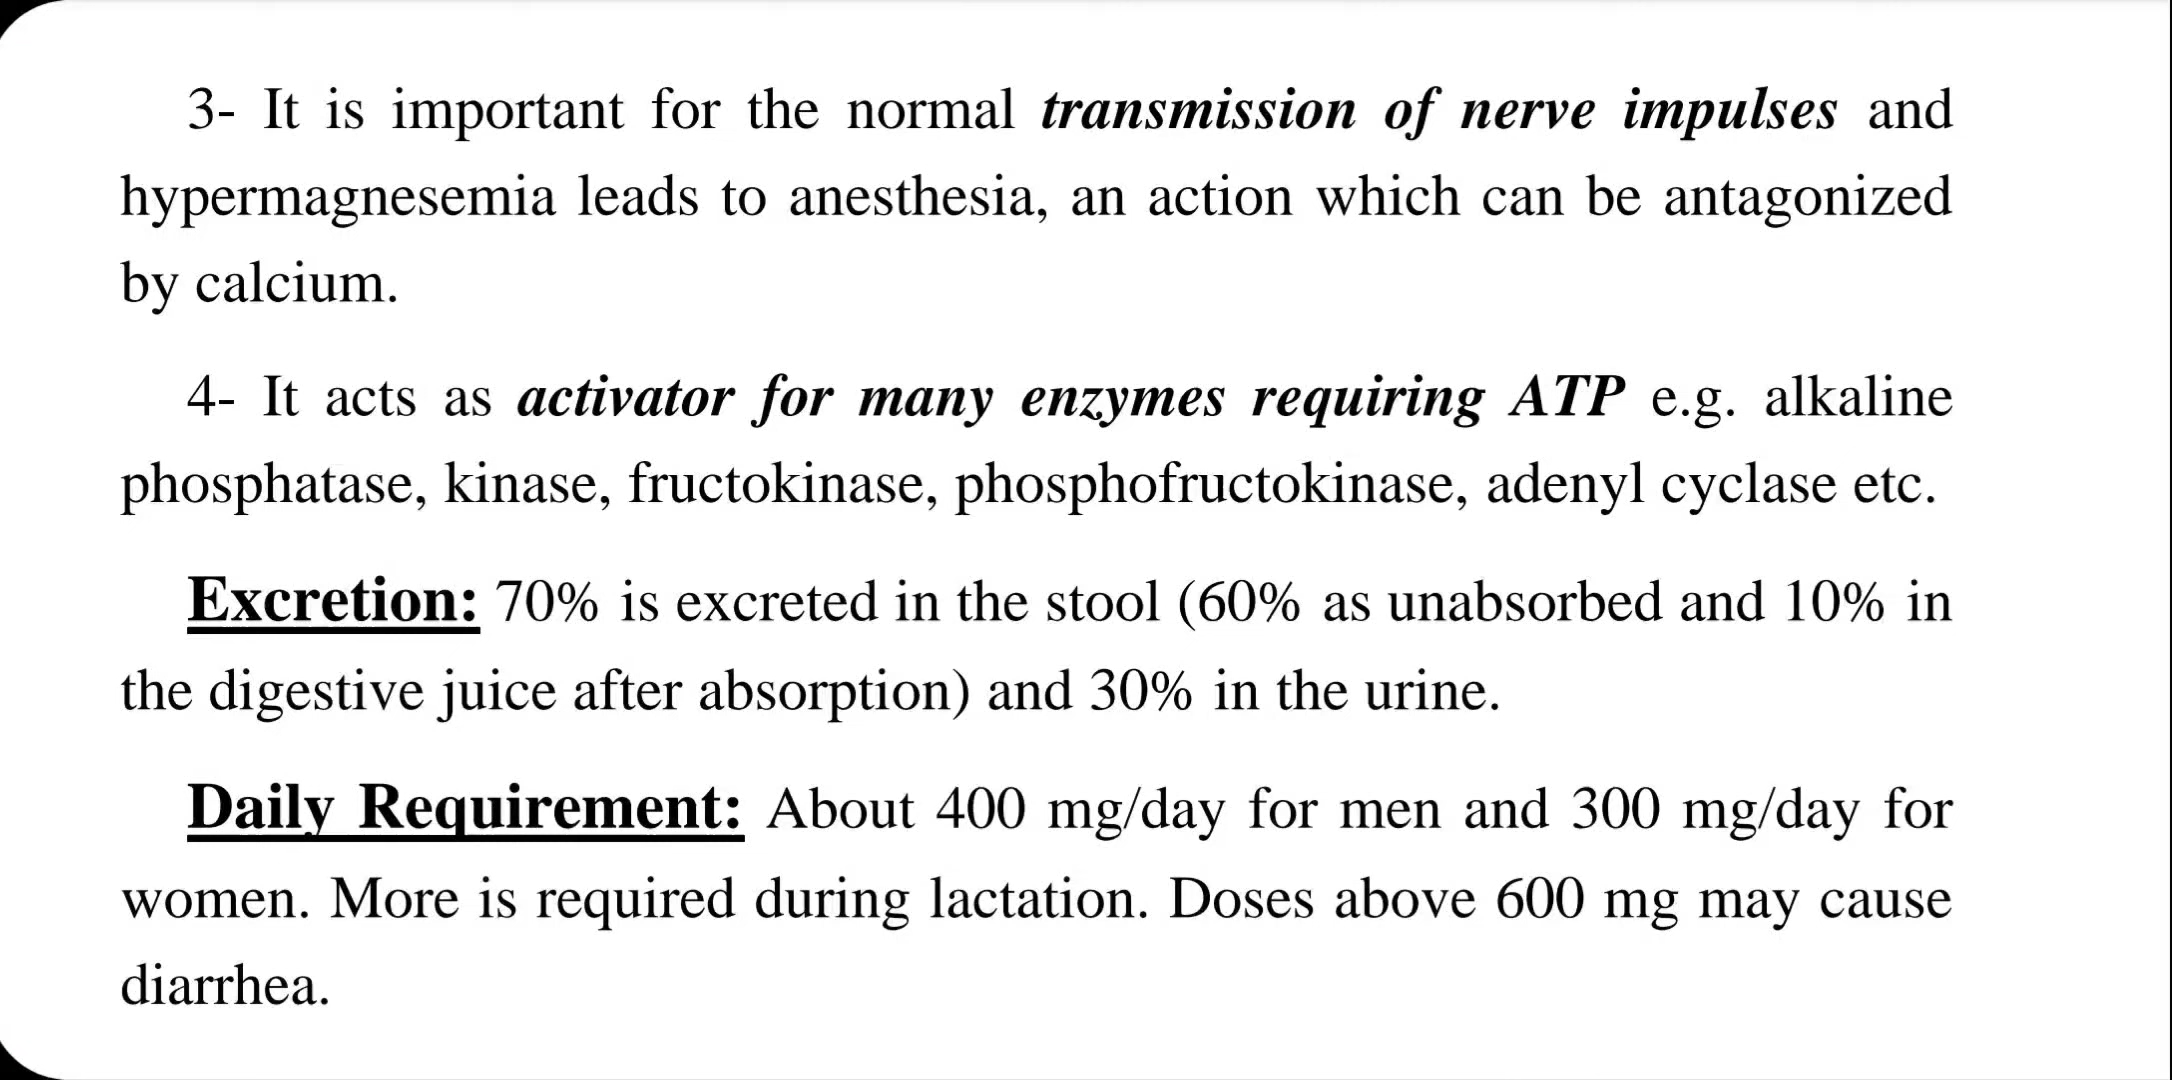 3- It is important for the normal transmission of nerve impulses and
hypermagnesemia leads to anesthesia, an action which can be antagonized
by calcium.
4- It acts as activator for many enzymes requiring ATP e.g. alkaline
phosphatase, kinase, fructokinase, phosphofructokinase, adenyl cyclase etc.
Excretion: 70% is excreted in the stool (60% as unabsorbed and 10% in
the digestive juice after absorption) and 30% in the urine.
Daily Requirement: About 400 mg/day for men and 300 mg/day for
women. More is required during lactation. Doses above 600 mg may cause
diarrhea.